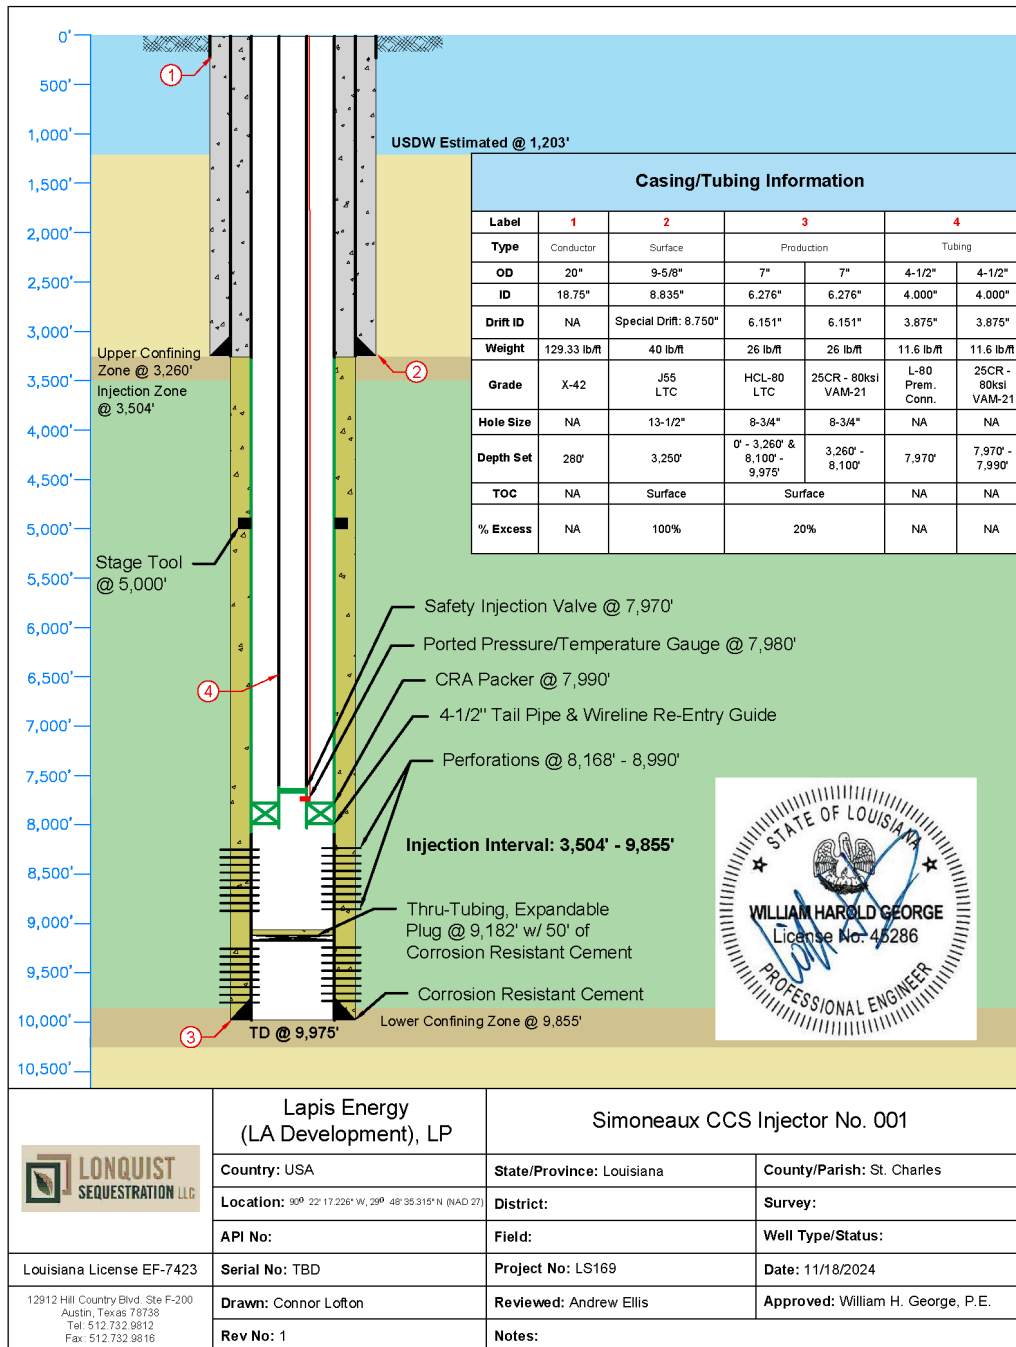 0'
500'
1,000'
1,500'
2,000'
2,500'
3,000'
3,500'
4,000'
4,500'
5,000'
5,500'
6,000'
6,500'
7,000'
7,500'
8,000'
8,500'
9,000'
9,500'
10,000'
10,500'
1
USDW Estimated @ 1,203'
Casing/Tubing Information
Label 1 2 3 4
Type Conductor Surface Production Tubing
OD 20" 9-5/8" 7" 7" 4-1/2" 4-1/2"
ID 18.75" 8.835" 6.276" 6.276" 4.000" 4.000"
Drift ID NA Special Drift: 8.750" 6.151" 6.151" 3.875" 3.875"
Weight 129.33 lb/ft 40 lb/ft 26 lb/ft 26 lb/ft 11.6 lb/ft 11.6 lb/ft
Grade X-42 J55 LTC HCL-80 LTC 25CR - 80ksi VAM-21 L-80 Prem. Conn. 25CR - 80ksi VAM-21
Hole Size NA 13-1/2" 8-3/4" 8-3/4" NA NA
Depth Set 280' 3,250' 0' - 3,260' & 8,100' - 9,975' 3,260' - 8,100' 7,970' 7,970' - 7,990'
TOC NA Surface Surface NA NA
% Excess NA 100% 20% NA NA
Upper Confining
Zone @ 3,260'
2
Injection Zone
@ 3,504'
Stage Tool
@ 5,000'
Safety Injection Valve @ 7,970'
Ported Pressure/Temperature Gauge @ 7,980'
CRA Packer @ 7,990'
4
4-1/2" Tail Pipe & Wireline Re-Entry Guide
Perforations @ 8,168' - 8,990'
Injection Interval: 3,504' - 9,855'
Thru-Tubing, Expandable
Plug @ 9,182' w/ 50' of
Corrosion Resistant Cement
Corrosion Resistant Cement
Lower Confining Zone @ 9,855'
3
TD @ 9,975'
STATE OF LOUISIANA
WILLIAM HAROLD GEORGE
License No. 45286
PROFESSIONAL ENGINEER
LONQUIST
SEQUESTRATION LLC
Louisiana License EF-7423
12912 Hill Country Blvd. Ste F-200
Austin, Texas 78738
Tel: 512.732.9812
Fax: 512.732.9816
Lapis Energy
(LA Development), LP
Simoneaux CCS Injector No. 001
Country: USA
State/Province: Louisiana
County/Parish: St. Charles
Location: 90º 22' 17.226" W, 29º 48' 35.315" N (NAD 27)
District:
Survey:
API No:
Field:
Well Type/Status:
Serial No: TBD
Project No: LS169
Date: 11/18/2024
Drawn: Connor Lofton
Reviewed: Andrew Ellis
Approved: William H. George, P.E.
Rev No: 1
Notes: